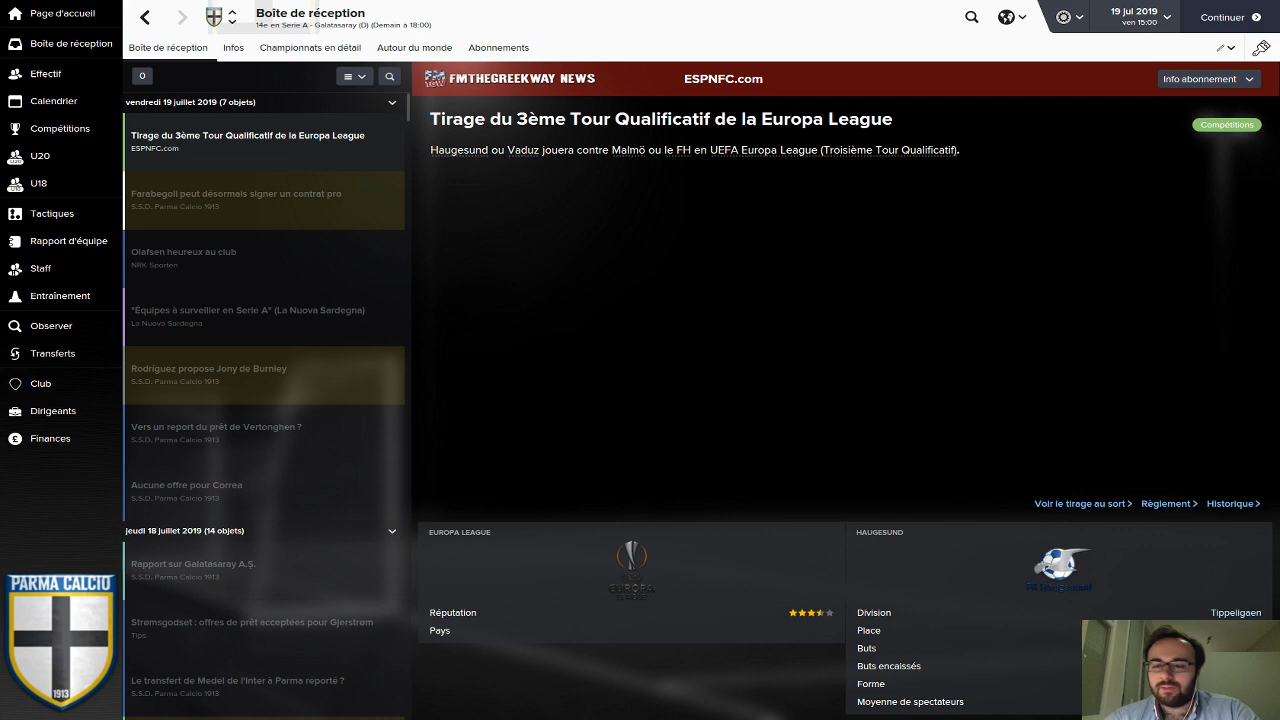 Page d'accueil
Boîte de réception
Effectif
Calendrier
Compétitions
U20
U20
U18
U18
Tactiques
Rapport d'équipe
Staff
Entraînement
Observer
Transferts
Club
Dirigeants
Finances
PARMA CALCIO
1913
Boîte de réception
14e en Serie A - Galatasaray (D) (Demain à 18:00)
19 jul 2019
ven 15:00
Continuer
Boîte de réception Infos Championnats en détail Autour du monde Abonnements
0
vendredi 19 juillet 2019 (7 objets)
Tirage du 3ème Tour Qualificatif de la Europa League
ESPNFC.com
Farabegoli peut désormais signer un contrat pro
S.S.D. Parma Calcio 1913
Olafsen heureux au club
NRK Sporten
"Équipes à surveiller en Serie A" (La Nuova Sardegna)
La Nuova Sardegna
Rodríguez propose Jony de Burnley
S.S.D. Parma Calcio 1913
Vers un report du prêt de Vertonghen ?
S.S.D. Parma Calcio 1913
Aucune offre pour Correa
S.S.D. Parma Calcio 1913
jeudi 18 juillet 2019 (14 objets)
Rapport sur Galatasaray A.Ş.
S.S.D. Parma Calcio 1913
Strømsgodset : offres de prêt acceptées pour Gjerstrøm
Tips
Le transfert de Medel de l'Inter à Parma reporté ?
S.S.D. Parma Calcio 1913
FMTHEGREEKWAY NEWS
ESPNFC.com
Info abonnement
Tirage du 3ème Tour Qualificatif de la Europa League
Compétitions
Haugesund ou Vaduz jouera contre Malmö ou le FH en UEFA Europa League (Troisième Tour Qualificatif).
Voir le tirage au sort > Règlement > Historique >
EUROPA LEAGUE
EUROPA
LEAGUE
Réputation
Pays
HAUGESUND
FK Haugesund
Division Tippeligaen
Place
Buts
Buts encaissés
Forme
Moyenne de spectateurs